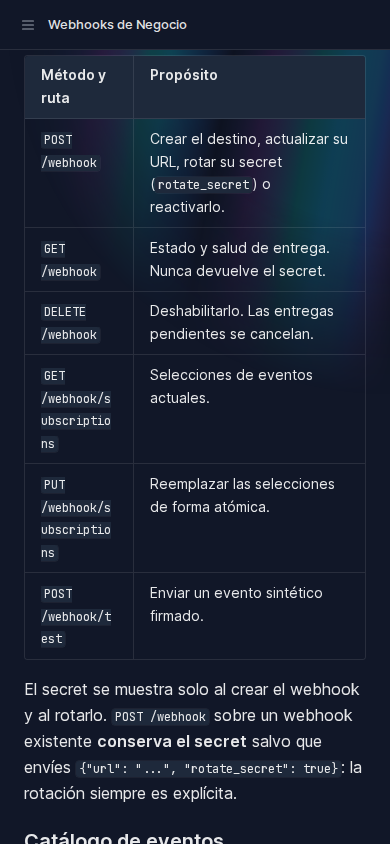 Webhooks de Negocio
Método y
ruta
Propósito
POST
/webhook
Crear el destino, actualizar su
URL, rotar su secret
(rotate_secret) o
reactivarlo.
GET
/webhook
Estado y salud de entrega.
Nunca devuelve el secret.
DELETE
/webhook
Deshabilitarlo. Las entregas
pendientes se cancelan.
GET
/webhook/s
ubscriptio
ns
Selecciones de eventos
actuales.
PUT
/webhook/s
ubscriptio
ns
Reemplazar las selecciones
de forma atómica.
POST
/webhook/t
est
Enviar un evento sintético
firmado.
El secret se muestra solo al crear el webhook
y al rotarlo. POST /webhook sobre un webhook
existente conserva el secret salvo que
envíes {"url": "...", "rotate_secret": true}: la
rotación siempre es explícita.
Catálogo de eventos